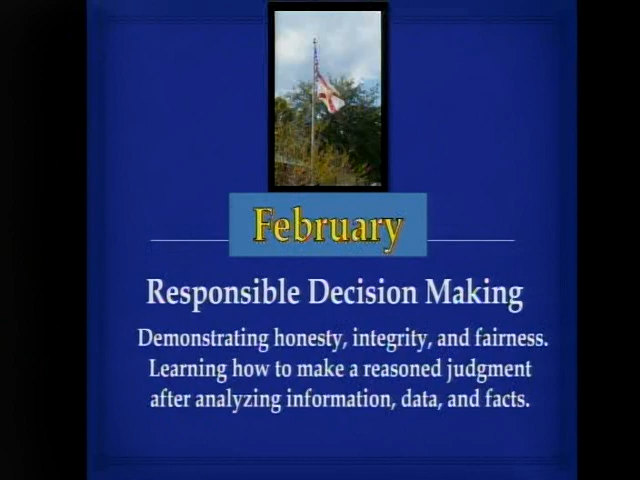 February
Responsible Decision Making
Demonstrating honesty, integrity, and fairness.
Learning how to make a reasoned judgment
after analyzing information, data, and facts.